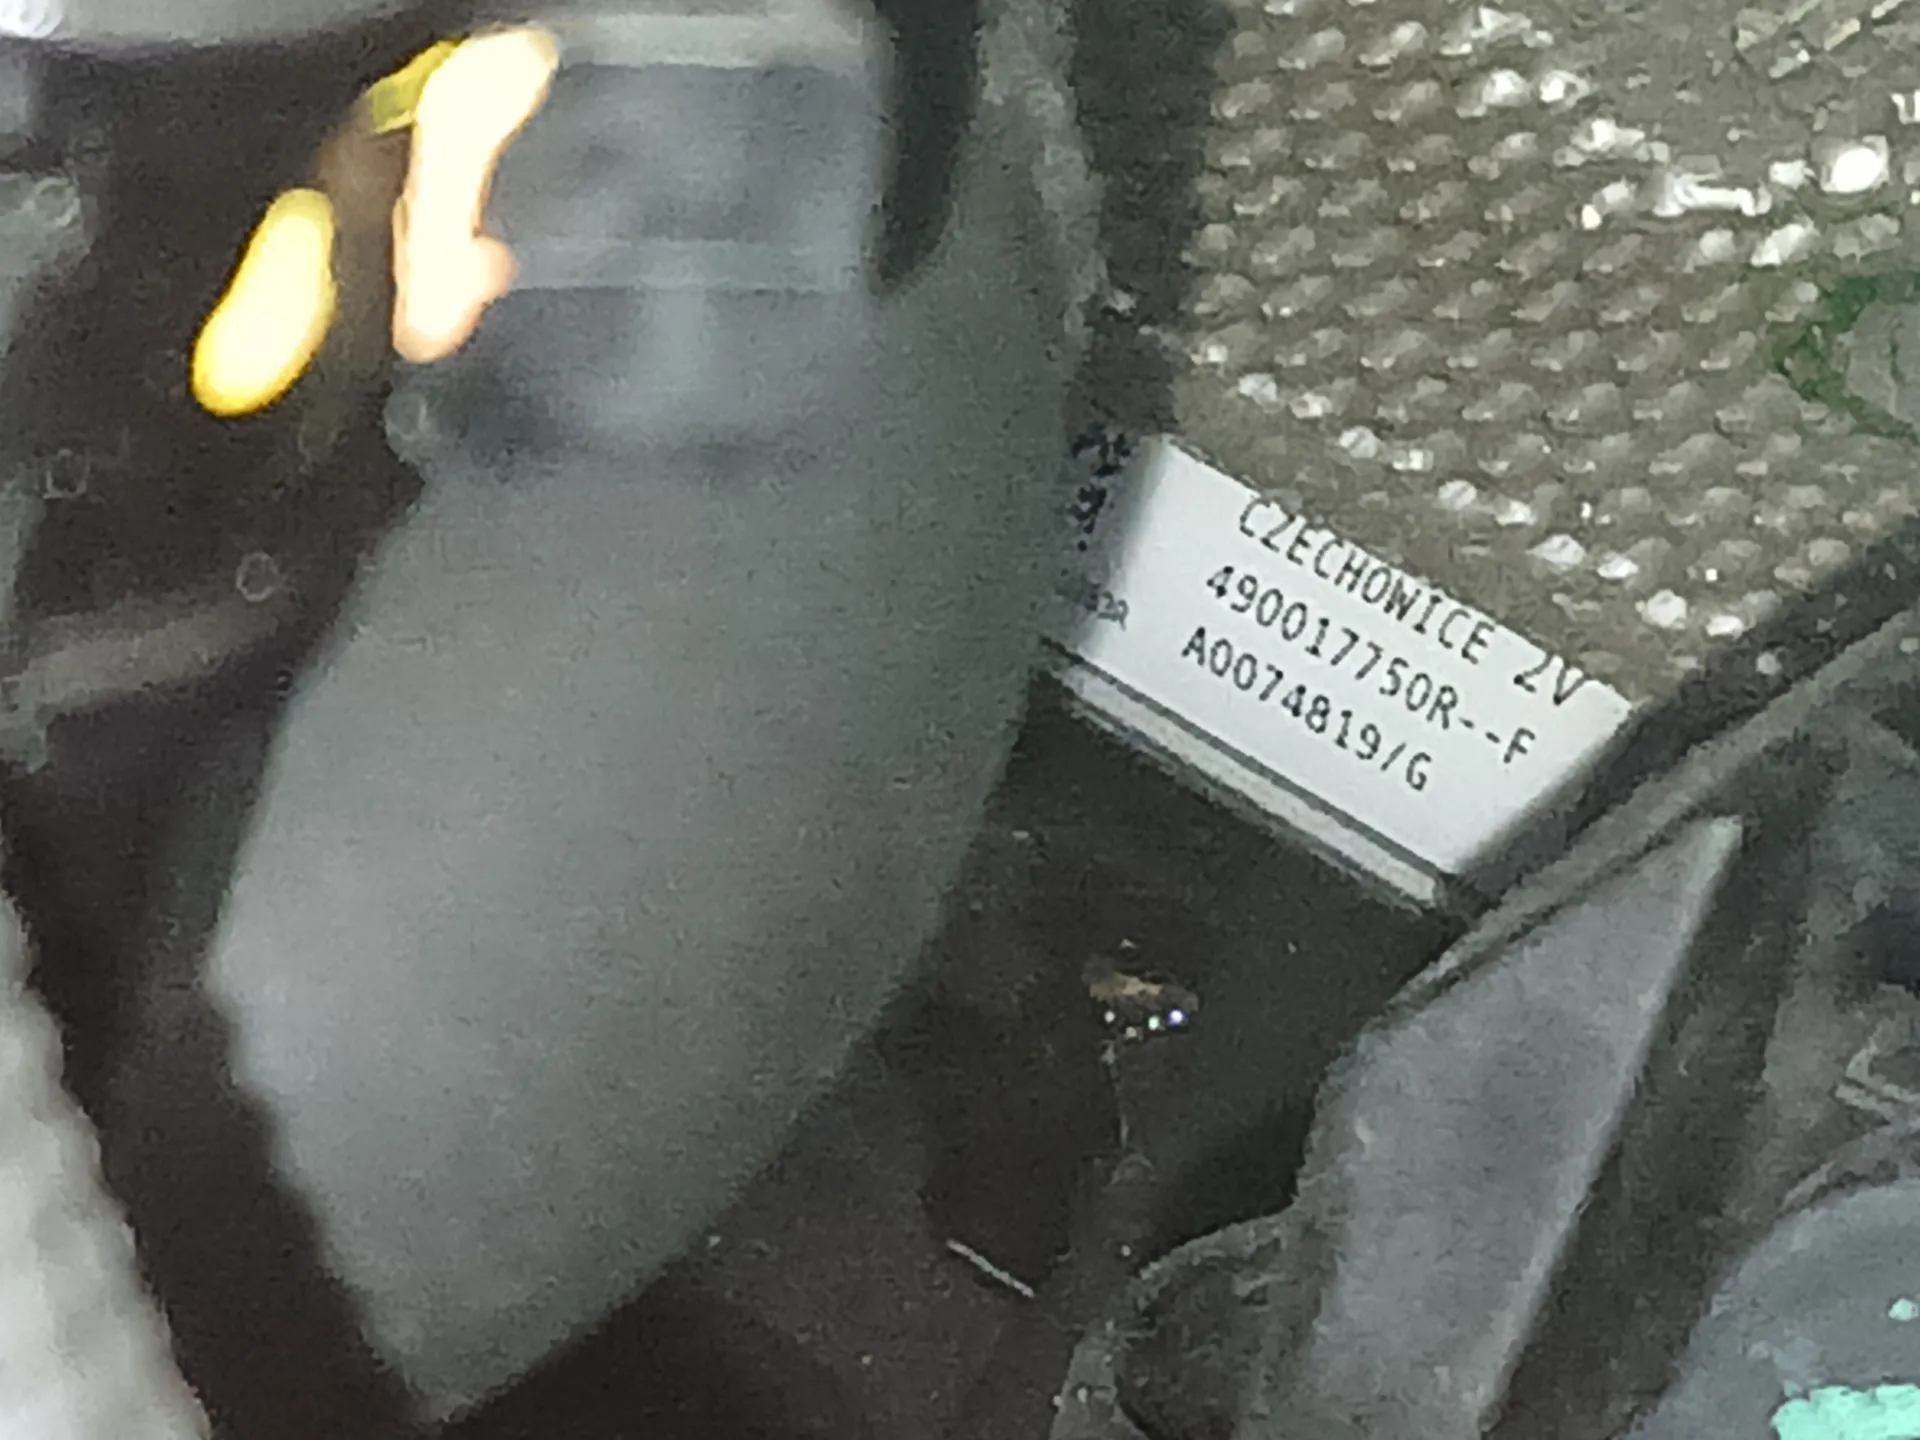 CZECHOWICE 2V
490017750R--F
A0074819/G